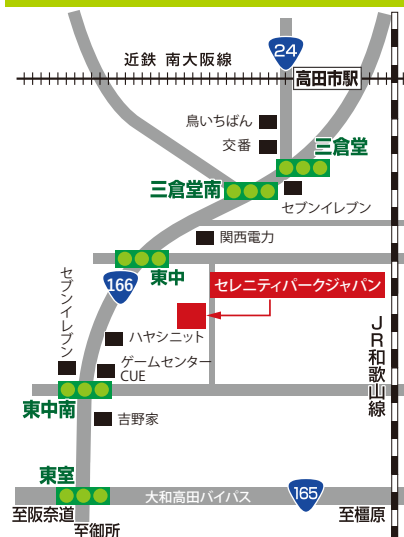 近鉄 南大阪線
24
高田市駅
鳥いちばん
交番
三倉堂
三倉堂南
セブンイレブン
関西電力
東中
166
セレニティパークジャパン
セブンイレブン
ハヤシニット
ゲームセンター
CUE
JR和歌山線
東中南
吉野家
東室
大和高田バイパス
165
至阪奈道
至橿原
至御所